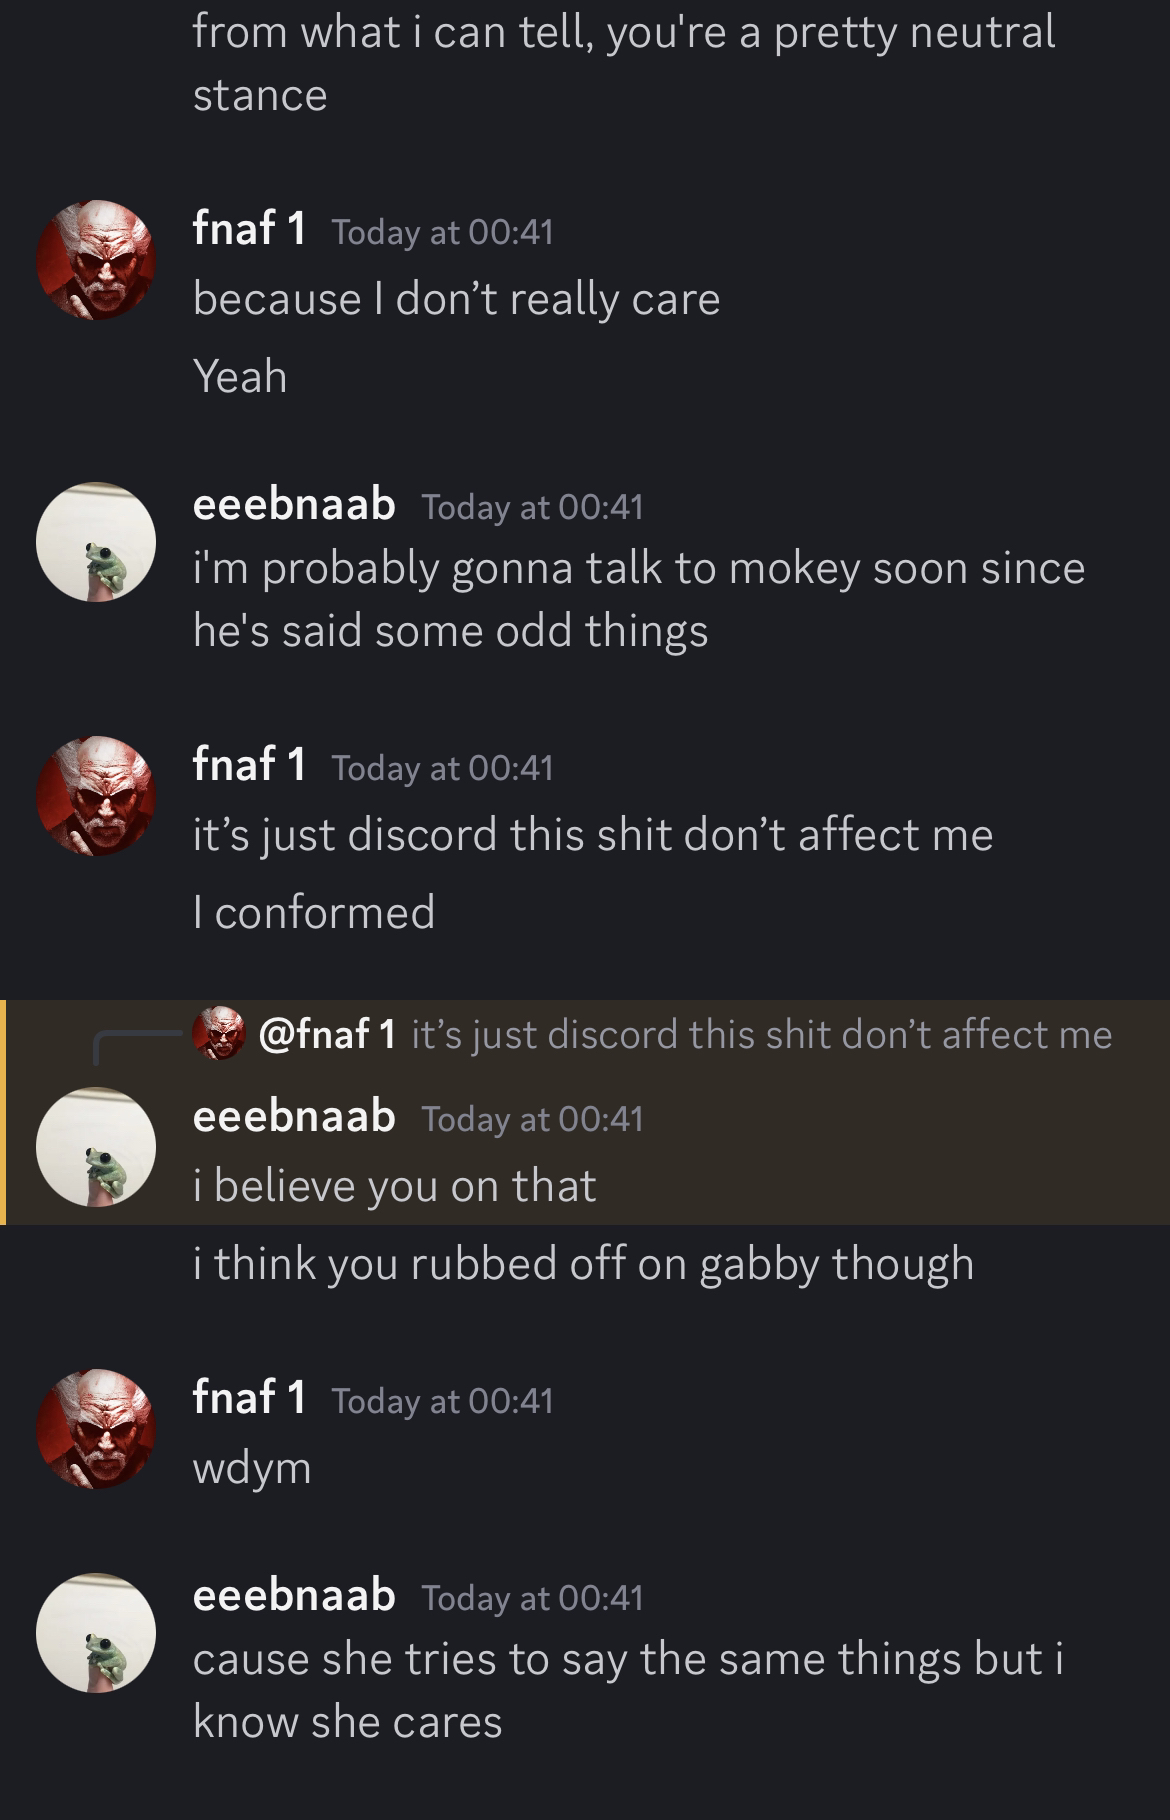 from what i can tell, you're a pretty neutral
stance
fnaf 1 Today at 00:41
because I don’t really care
Yeah
eeebnaab Today at 00:41
i'm probably gonna talk to mokey soon since
he's said some odd things
fnaf 1 Today at 00:41
it’s just discord this shit don’t affect me
I conformed
@fnaf 1 it’s just discord this shit don’t affect me
eeebnaab Today at 00:41
i believe you on that
i think you rubbed off on gabby though
fnaf 1 Today at 00:41
wdym
eeebnaab Today at 00:41
cause she tries to say the same things but i
know she cares